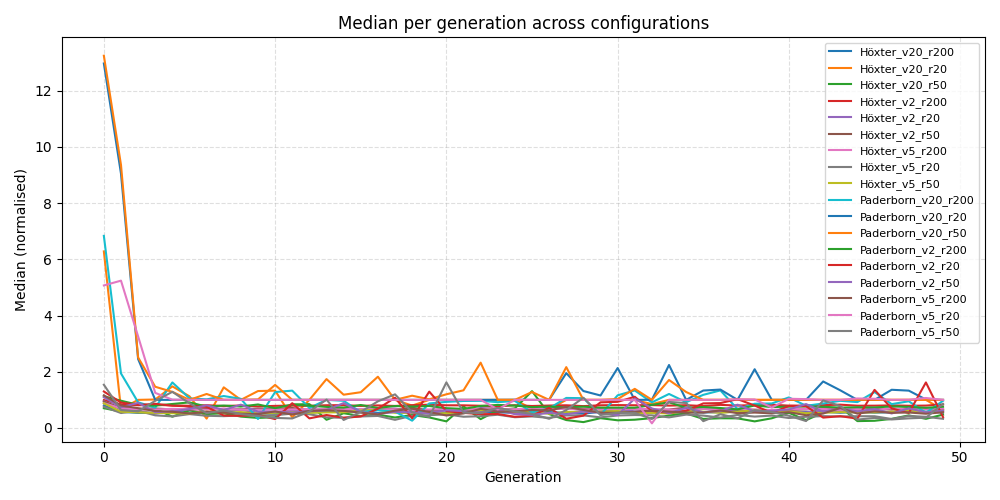 Median per generation across configurations
Median (normalised)
12
10
8
6
4
2
0
0
10
20
30
40
50
Generation
Höxter_v20_r200
Höxter_v20_r20
Höxter_v20_r50
Höxter_v2_r200
Höxter_v2_r20
Höxter_v2_r50
Höxter_v5_r200
Höxter_v5_r20
Höxter_v5_r50
Paderborn_v20_r200
Paderborn_v20_r20
Paderborn_v20_r50
Paderborn_v2_r200
Paderborn_v2_r20
Paderborn_v2_r50
Paderborn_v5_r200
Paderborn_v5_r20
Paderborn_v5_r50